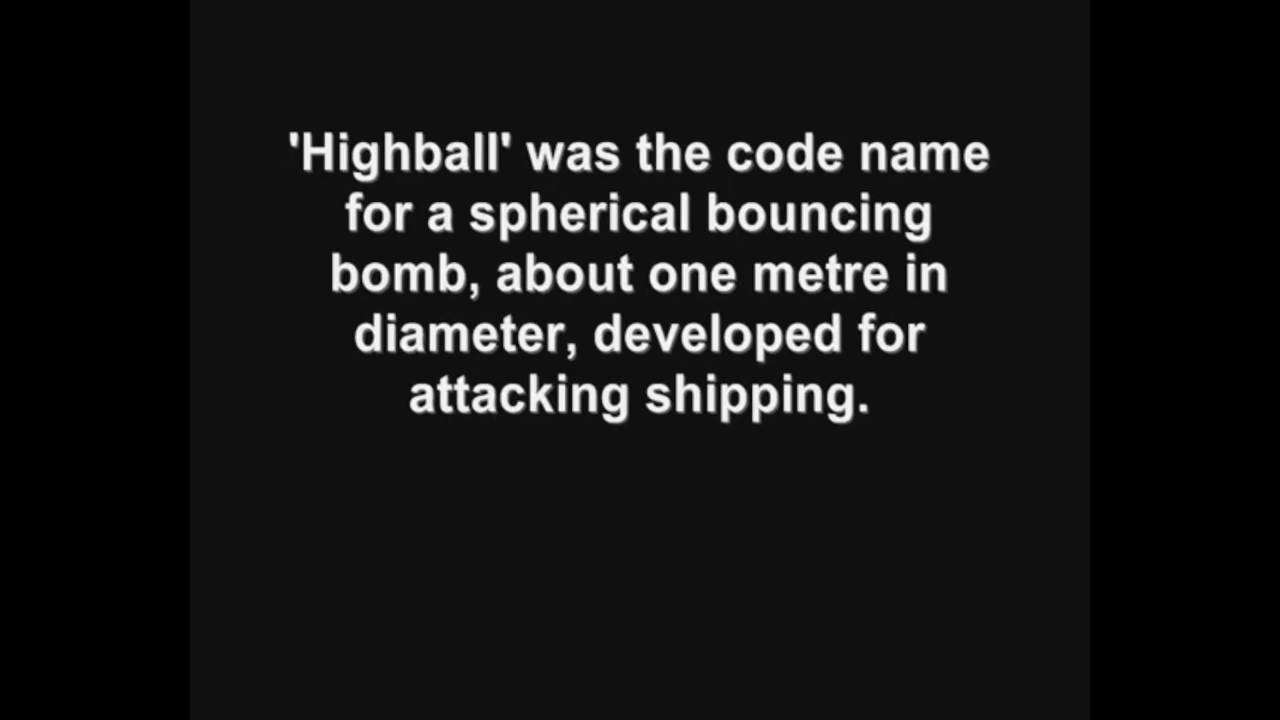 'Highball' was the code name
for a spherical bouncing
bomb, about one metre in
diameter, developed for
attacking shipping.